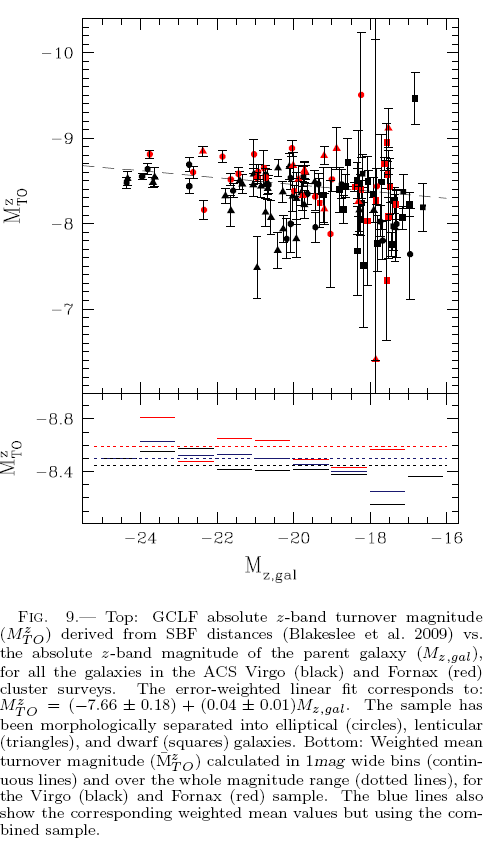 −10
−9
−8
−7
M^z_TO
−24 −22 −20 −18 −16
−8.8
−8.4
M̄^z_TO
M_z,gal
FIG. 9.— Top: GCLF absolute z-band turnover magnitude
(M^z_TO) derived from SBF distances (Blakeslee et al. 2009) vs.
the absolute z-band magnitude of the parent galaxy (M_z,gal),
for all the galaxies in the ACS Virgo (black) and Fornax (red)
cluster surveys. The error-weighted linear fit corresponds to:
M^z_TO = (−7.66 ± 0.18) + (0.04 ± 0.01)M_z,gal. The sample has
been morphologically separated into elliptical (circles), lenticular
(triangles), and dwarf (squares) galaxies. Bottom: Weighted mean
turnover magnitude (M̄^z_TO) calculated in 1mag wide bins (contin-
uous lines) and over the whole magnitude range (dotted lines), for
the Virgo (black) and Fornax (red) sample. The blue lines also
show the corresponding weighted mean values but using the com-
bined sample.